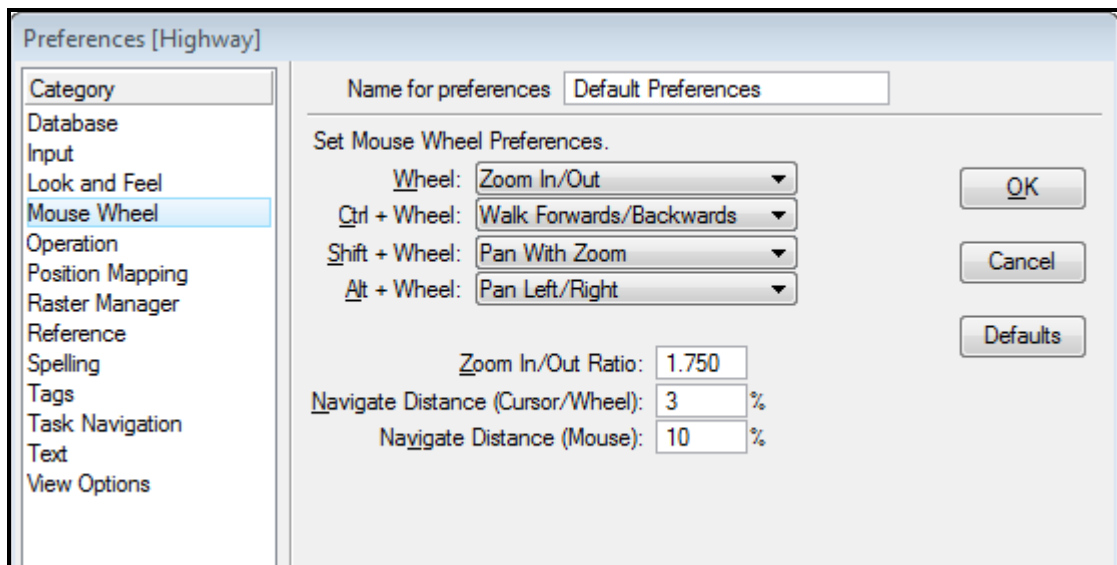 Preferences [Highway]
Category
Database
Input
Look and Feel
Mouse Wheel
Operation
Position Mapping
Raster Manager
Reference
Spelling
Tags
Task Navigation
Text
View Options
Name for preferences Default Preferences
Set Mouse Wheel Preferences.
Wheel: Zoom In/Out
Ctrl + Wheel: Walk Forwards/Backwards
Shift + Wheel: Pan With Zoom
Alt + Wheel: Pan Left/Right
Zoom In/Out Ratio: 1.750
Navigate Distance (Cursor/Wheel): 3 %
Navigate Distance (Mouse): 10 %
OK
Cancel
Defaults